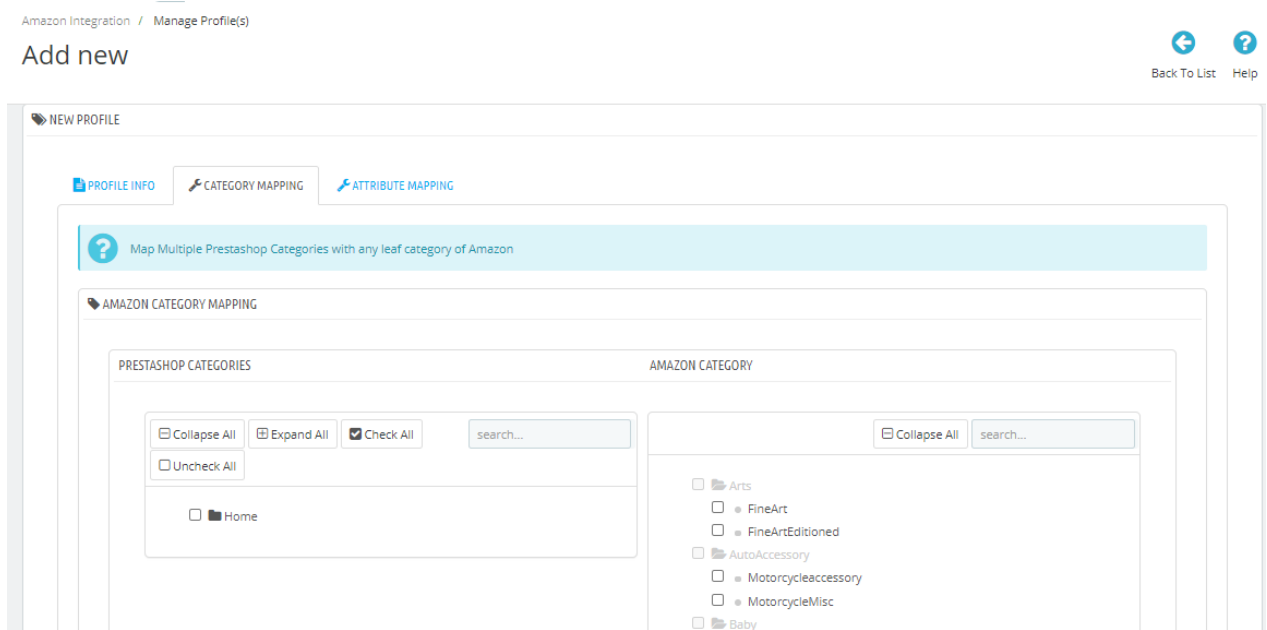 Amazon Integration / Manage Profile(s)
Add new
Back To List Help
NEW PROFILE
PROFILE INFO CATEGORY MAPPING ATTRIBUTE MAPPING
Map Multiple Prestashop Categories with any leaf category of Amazon
AMAZON CATEGORY MAPPING
PRESTASHOP CATEGORIES AMAZON CATEGORY
Collapse All Expand All Check All search...
Uncheck All
Home
Collapse All search...
Arts
FineArt
FineArtEditioned
AutoAccessory
Motorcycleaccessory
MotorcycleMisc
Baby